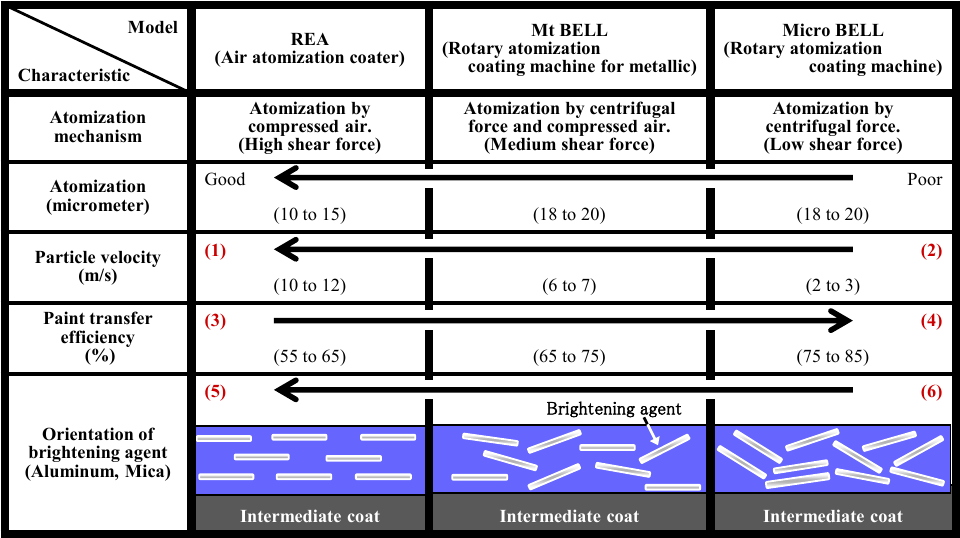 Model
Characteristic
REA
(Air atomization coater)
Mt BELL
(Rotary atomization
coating machine for metallic)
Micro BELL
(Rotary atomization
coating machine)
Atomization
mechanism
Atomization by
compressed air.
(High shear force)
Atomization by centrifugal
force and compressed air.
(Medium shear force)
Atomization by
centrifugal force.
(Low shear force)
Atomization
(micrometer)
Good
Poor
(10 to 15)
(18 to 20)
(18 to 20)
Particle velocity
(m/s)
(1)
(2)
(10 to 12)
(6 to 7)
(2 to 3)
Paint transfer
efficiency
(%)
(3)
(4)
(55 to 65)
(65 to 75)
(75 to 85)
Orientation of
brightening agent
(Aluminum, Mica)
(5)
(6)
Brightening agent
Intermediate coat
Intermediate coat
Intermediate coat